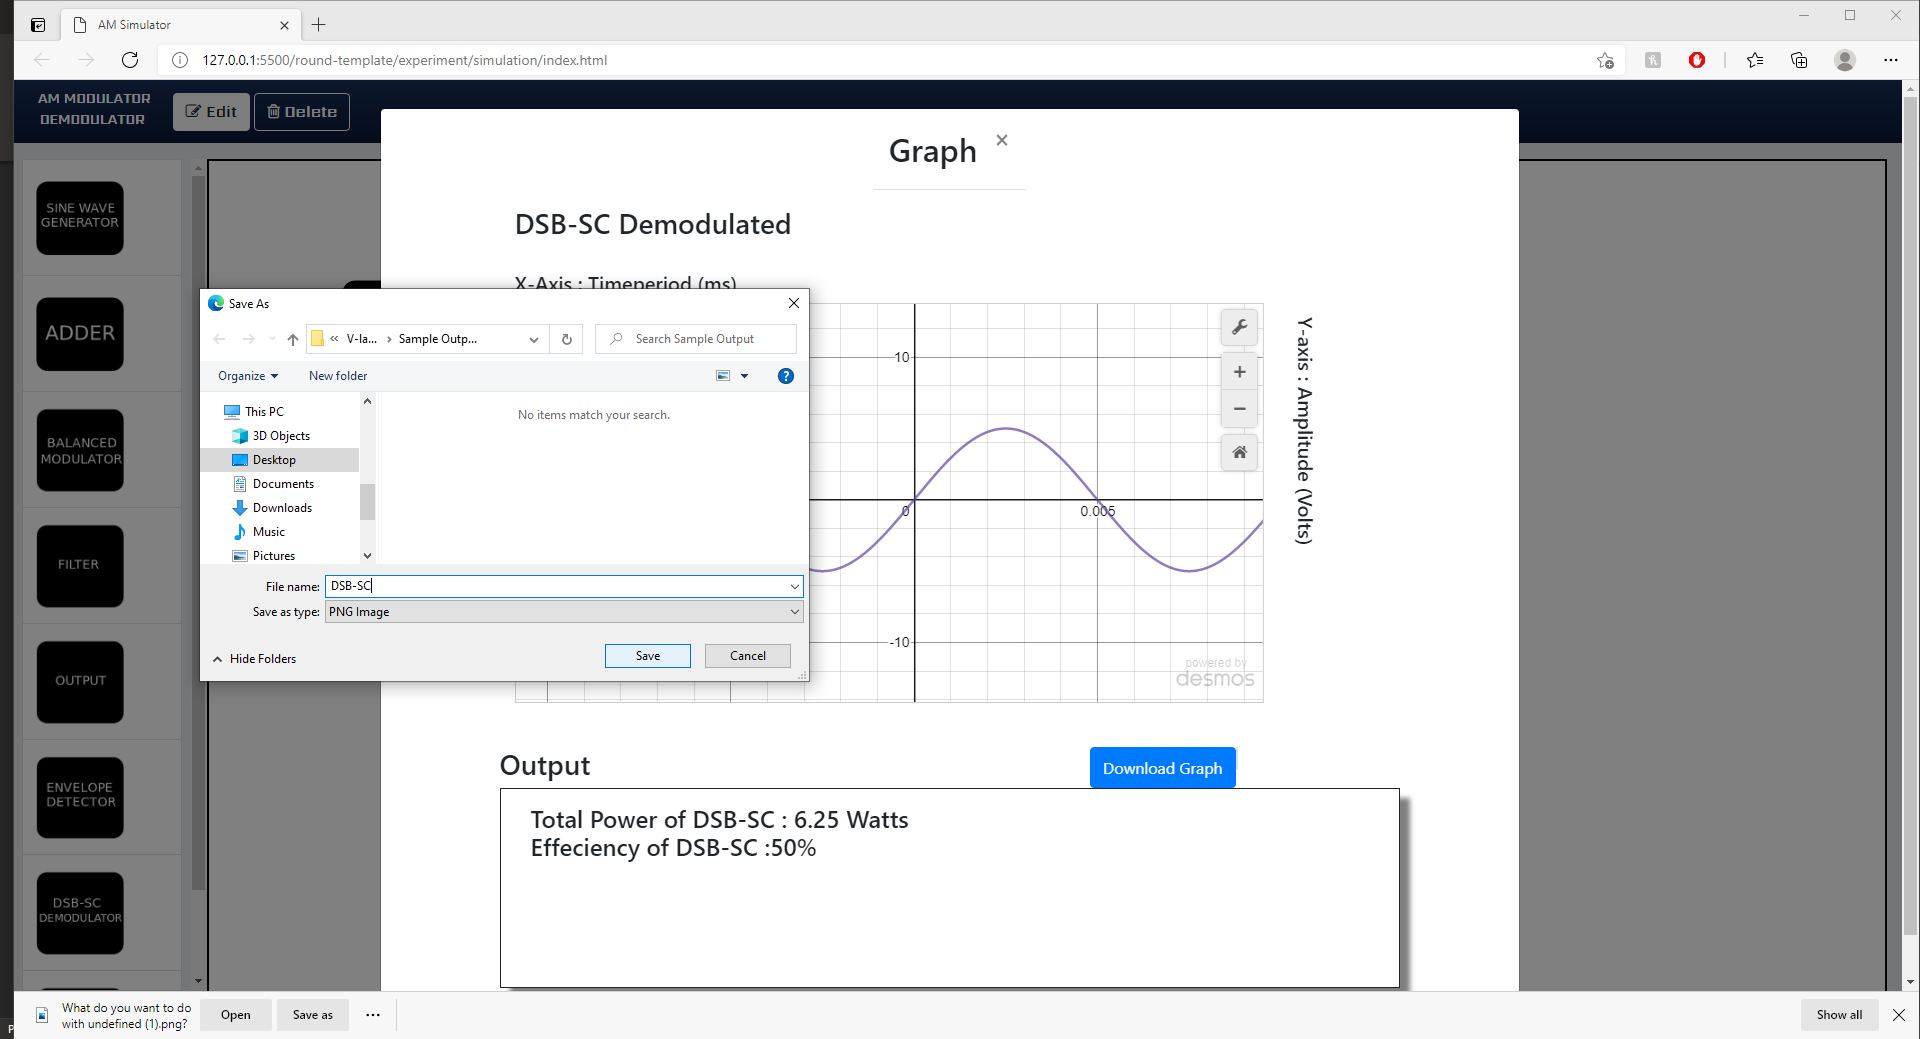 AM Simulator
127.0.0.1:5500/round-template/experiment/simulation/index.html
AM MODULATOR
DEMODULATOR
Edit
Delete
SINE WAVE
GENERATOR
ADDER
BALANCED
MODULATOR
FILTER
OUTPUT
ENVELOPE
DETECTOR
DSB-SC
DEMODULATOR
Graph
DSB-SC Demodulated
X-Axis : Timeperiod (ms)
Save As
« V-la... › Sample Outp...
Search Sample Output
Organize
New folder
This PC
3D Objects
Desktop
Documents
Downloads
Music
Pictures
No items match your search.
File name: DSB-SC
Save as type: PNG Image
Hide Folders
Save
Cancel
10
0
0.005
-10
powered by
desmos
Y-axis : Amplitude (Volts)
Output
Download Graph
Total Power of DSB-SC : 6.25 Watts
Effeciency of DSB-SC :50%
What do you want to do
with undefined (1).png?
Open
Save as
Show all